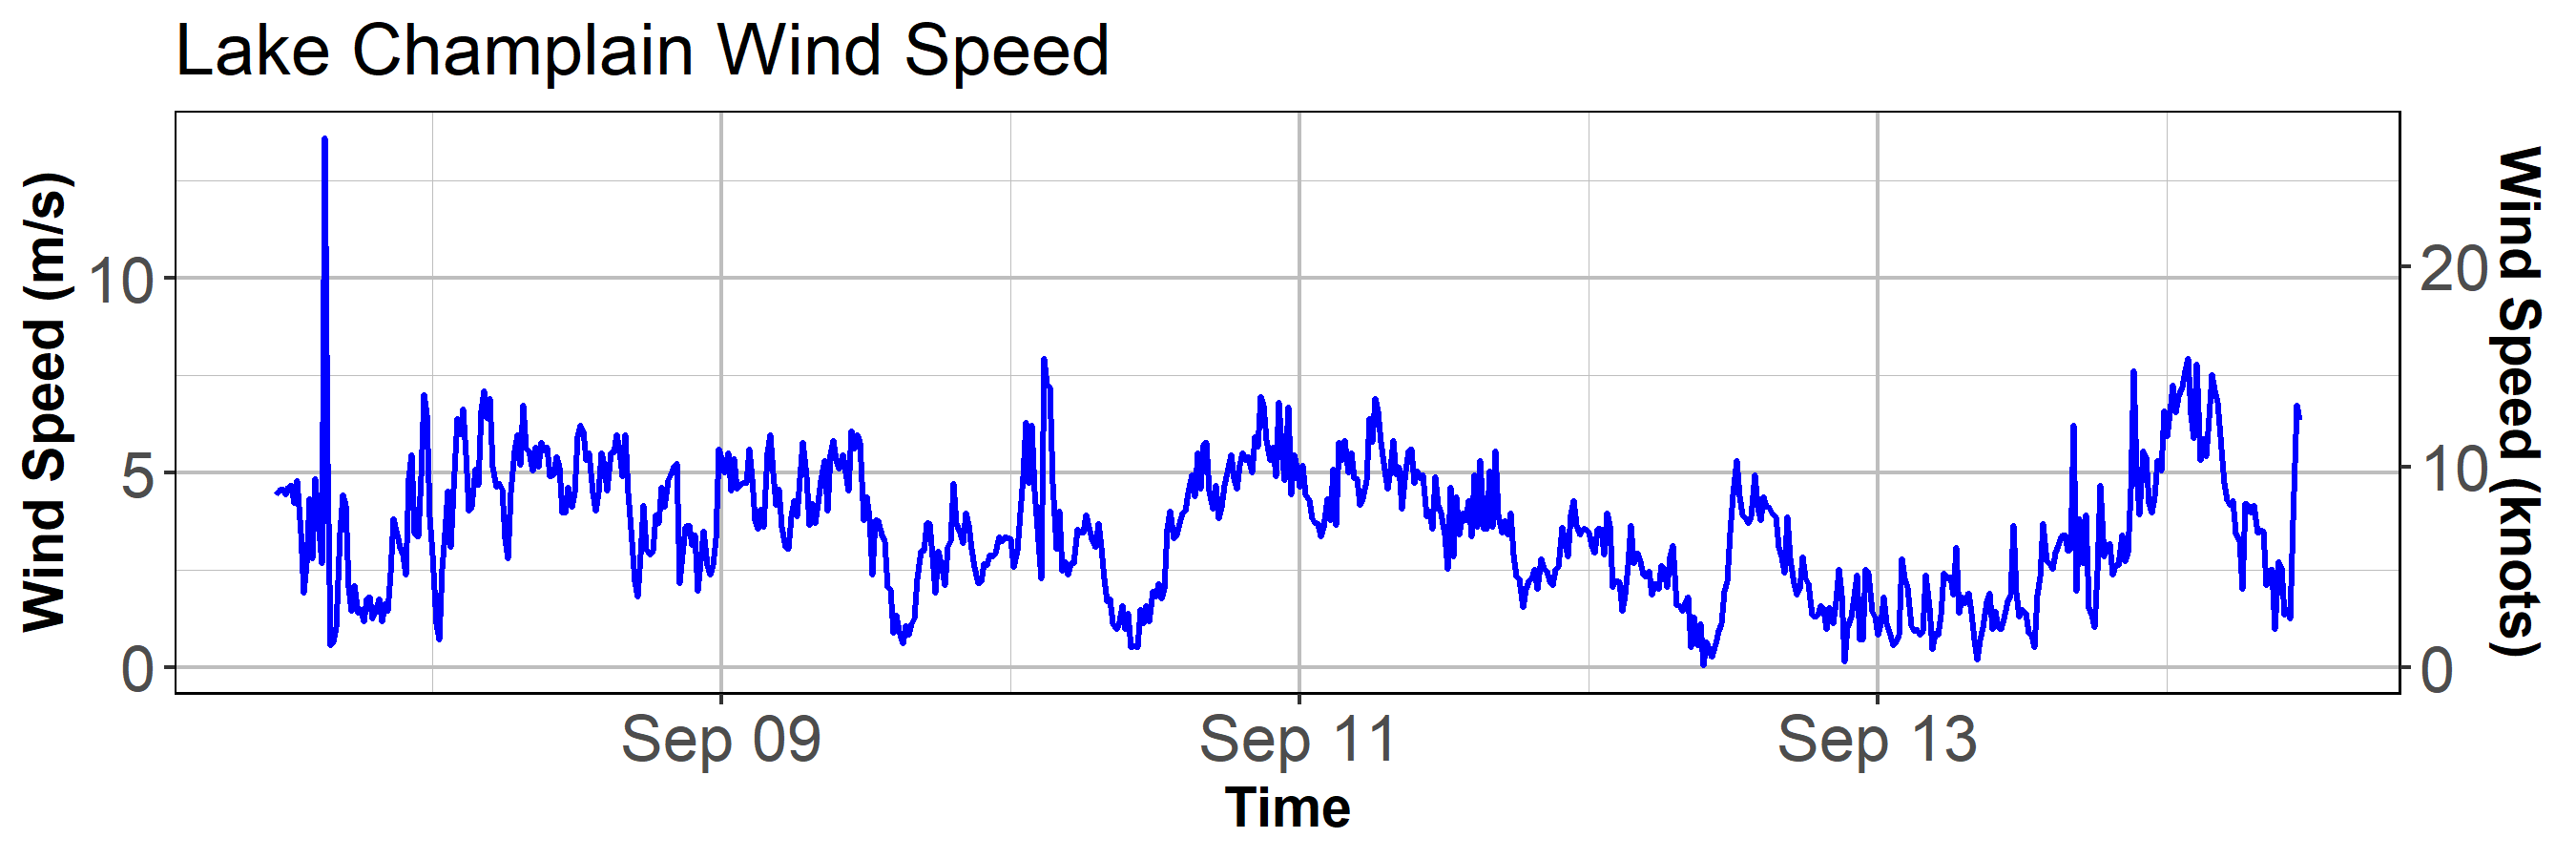 Lake Champlain Wind Speed
Wind Speed (m/s)
10
5
0
20
10
0
Wind Speed (knots)
Sep 09
Sep 11
Sep 13
Time